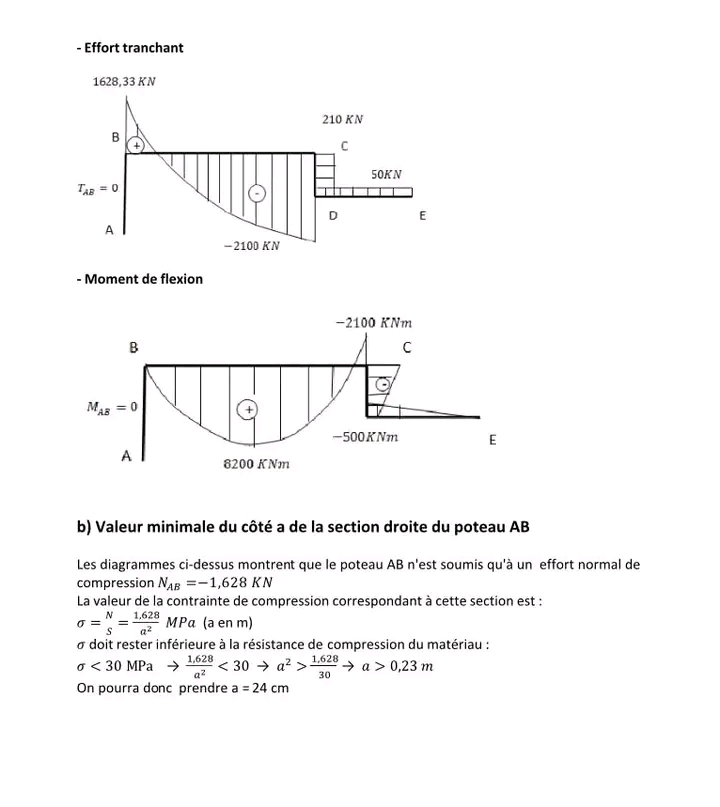 - Effort tranchant
1628,33 KN
210 KN
B
+
C
50KN
T_AB = 0
-
D
E
A
−2100 KN
- Moment de flexion
−2100 KNm
B
C
-
M_AB = 0
+
−500KNm
E
A
8200 KNm
b) Valeur minimale du côté a de la section droite du poteau AB
Les diagrammes ci-dessus montrent que le poteau AB n'est soumis qu'à un effort normal de
compression N_AB =−1,628 KN
La valeur de la contrainte de compression correspondant à cette section est :
σ = N/S = 1,628/a² MPa (a en m)
σ doit rester inférieure à la résistance de compression du matériau :
σ < 30 MPa → 1,628/a² < 30 → a² > 1,628/30 → a > 0,23 m
On pourra donc prendre a = 24 cm